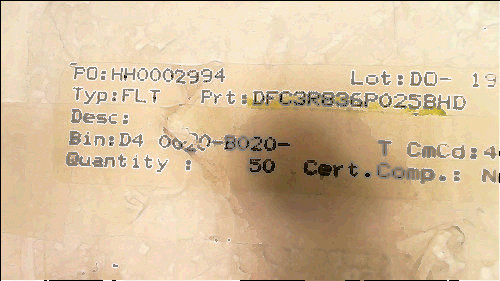 PO:HH0002994 Lot:DO- 19
Typ:FLT Prt:DFC3R836P025BHD
Desc:
Bin:D4 0020-B020- T CmCd:4
Quantity : 50 Cert.Comp.: N